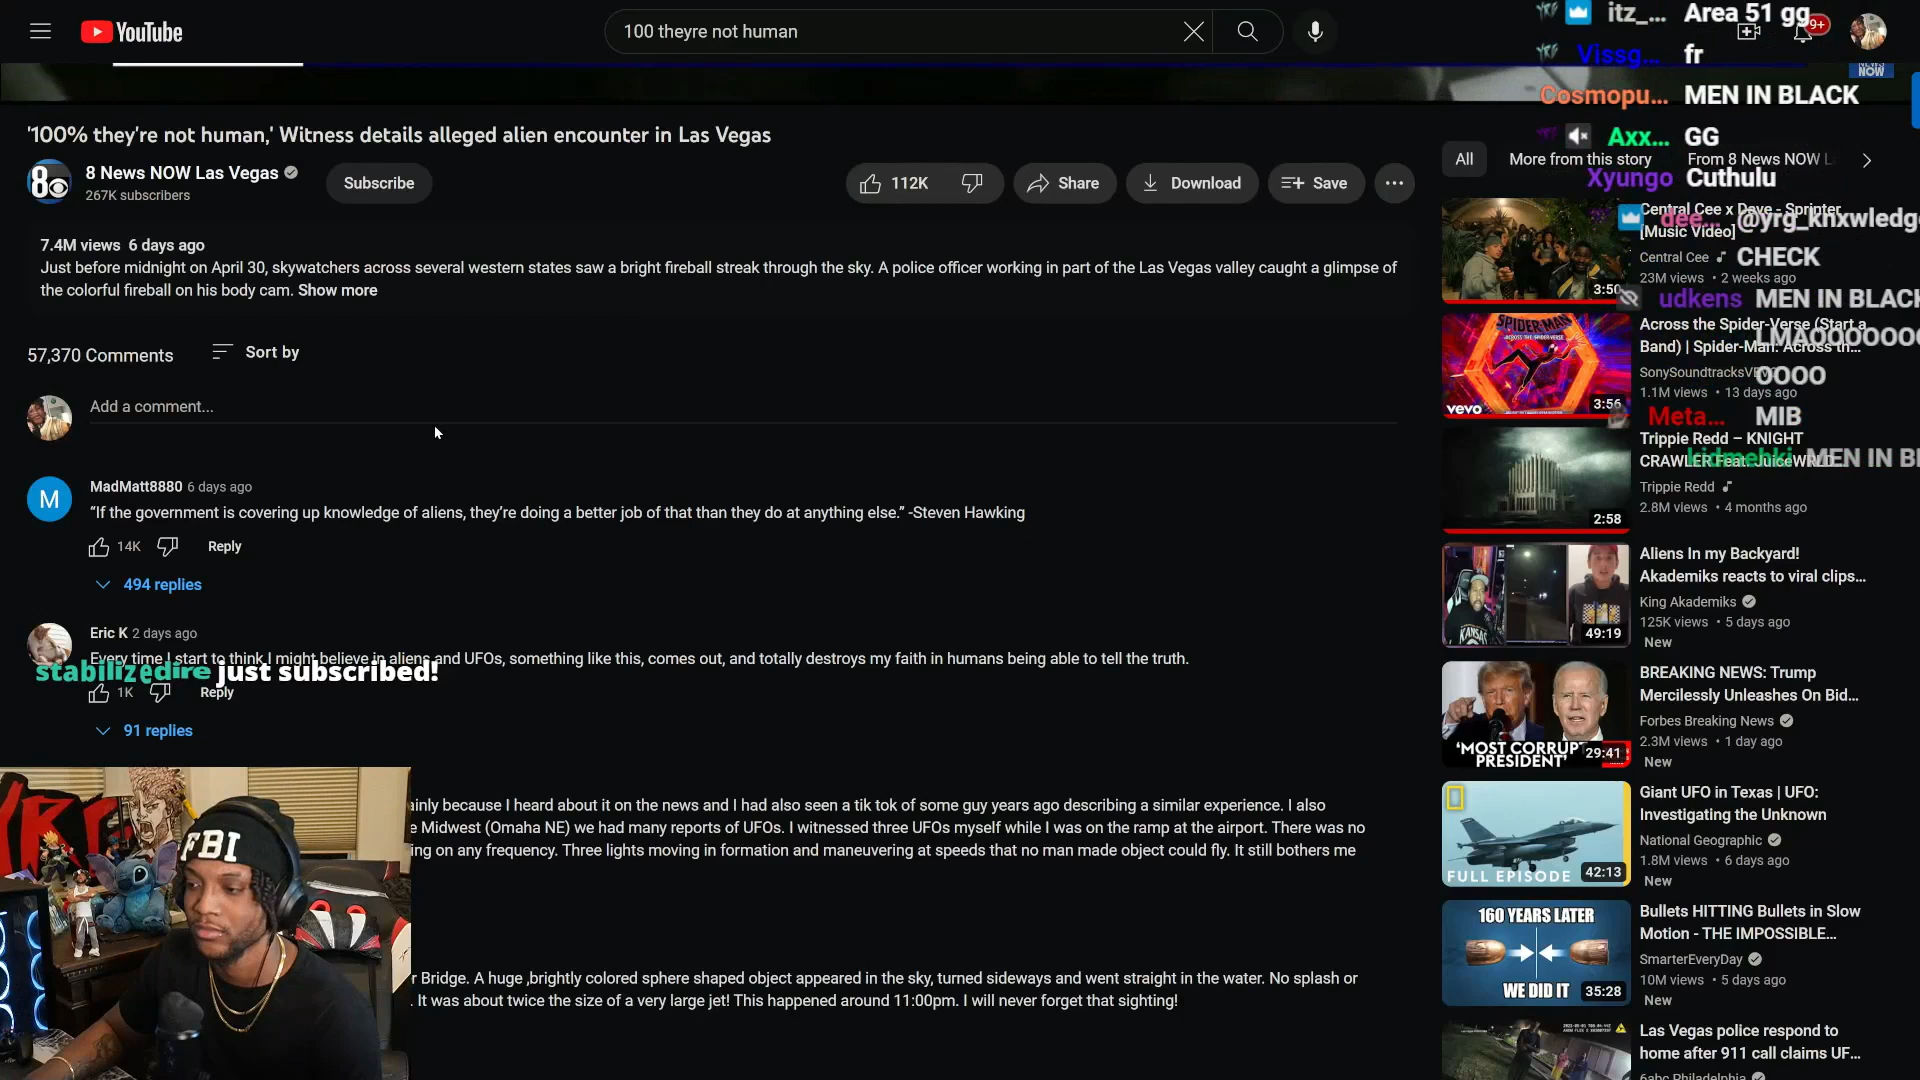 YouTube
100 theyre not human
9+
NEWS
NOW
itz_... Area 51 gg
Vissg... fr
Cosmopu... MEN IN BLACK
Axx... GG
Xyungo Cuthulu
dee... @yrg_knxwledg
CHECK
udkens MEN IN BLACK
LMAOOOOOO
OOOO
Meta... MIB
kidmehki MEN IN B
'100% they're not human,' Witness details alleged alien encounter in Las Vegas
8 News NOW Las Vegas
267K subscribers
Subscribe
112K
Share
Download
Save
7.4M views 6 days ago
Just before midnight on April 30, skywatchers across several western states saw a bright fireball streak through the sky. A police officer working in part of the Las Vegas valley caught a glimpse of
the colorful fireball on his body cam. Show more
57,370 Comments
Sort by
Add a comment...
M
MadMatt8880 6 days ago
“If the government is covering up knowledge of aliens, they’re doing a better job of that than they do at anything else.” -Steven Hawking
14K
Reply
494 replies
Eric K 2 days ago
Every time I start to think I might believe in aliens and UFOs, something like this, comes out, and totally destroys my faith in humans being able to tell the truth.
stabilizedire just subscribed!
1K
Reply
91 replies
ainly because I heard about it on the news and I had also seen a tik tok of some guy years ago describing a similar experience. I also
e Midwest (Omaha NE) we had many reports of UFOs. I witnessed three UFOs myself while I was on the ramp at the airport. There was no
ing on any frequency. Three lights moving in formation and maneuvering at speeds that no man made object could fly. It still bothers me
r Bridge. A huge ,brightly colored sphere shaped object appeared in the sky, turned sideways and went straight in the water. No splash or
. It was about twice the size of a very large jet! This happened around 11:00pm. I will never forget that sighting!
YRG
FBI
All
More from this story
From 8 News NOW L
Central Cee x Dave - Sprinter
[Music Video]
Central Cee
23M views • 2 weeks ago
3:50
SPIDER-MAN
vevo
3:56
Across the Spider-Verse (Start a
Band) | Spider-Man: Across th...
SonySoundtracksVEVO
1.1M views • 13 days ago
2:58
Trippie Redd – KNIGHT
CRAWLER Feat. JuiceWRLD...
Trippie Redd
2.8M views • 4 months ago
KANSAS
49:19
Aliens In my Backyard!
Akademiks reacts to viral clips...
King Akademiks
125K views • 5 days ago
New
'MOST CORRUPT
PRESIDENT'
29:41
BREAKING NEWS: Trump
Mercilessly Unleashes On Bid...
Forbes Breaking News
2.3M views • 1 day ago
New
FULL EPISODE
42:13
Giant UFO in Texas | UFO:
Investigating the Unknown
National Geographic
1.8M views • 6 days ago
New
160 YEARS LATER
WE DID IT
35:28
Bullets HITTING Bullets in Slow
Motion - THE IMPOSSIBLE...
SmarterEveryDay
10M views • 5 days ago
New
Las Vegas police respond to
home after 911 call claims UF...
6abc Philadelphia